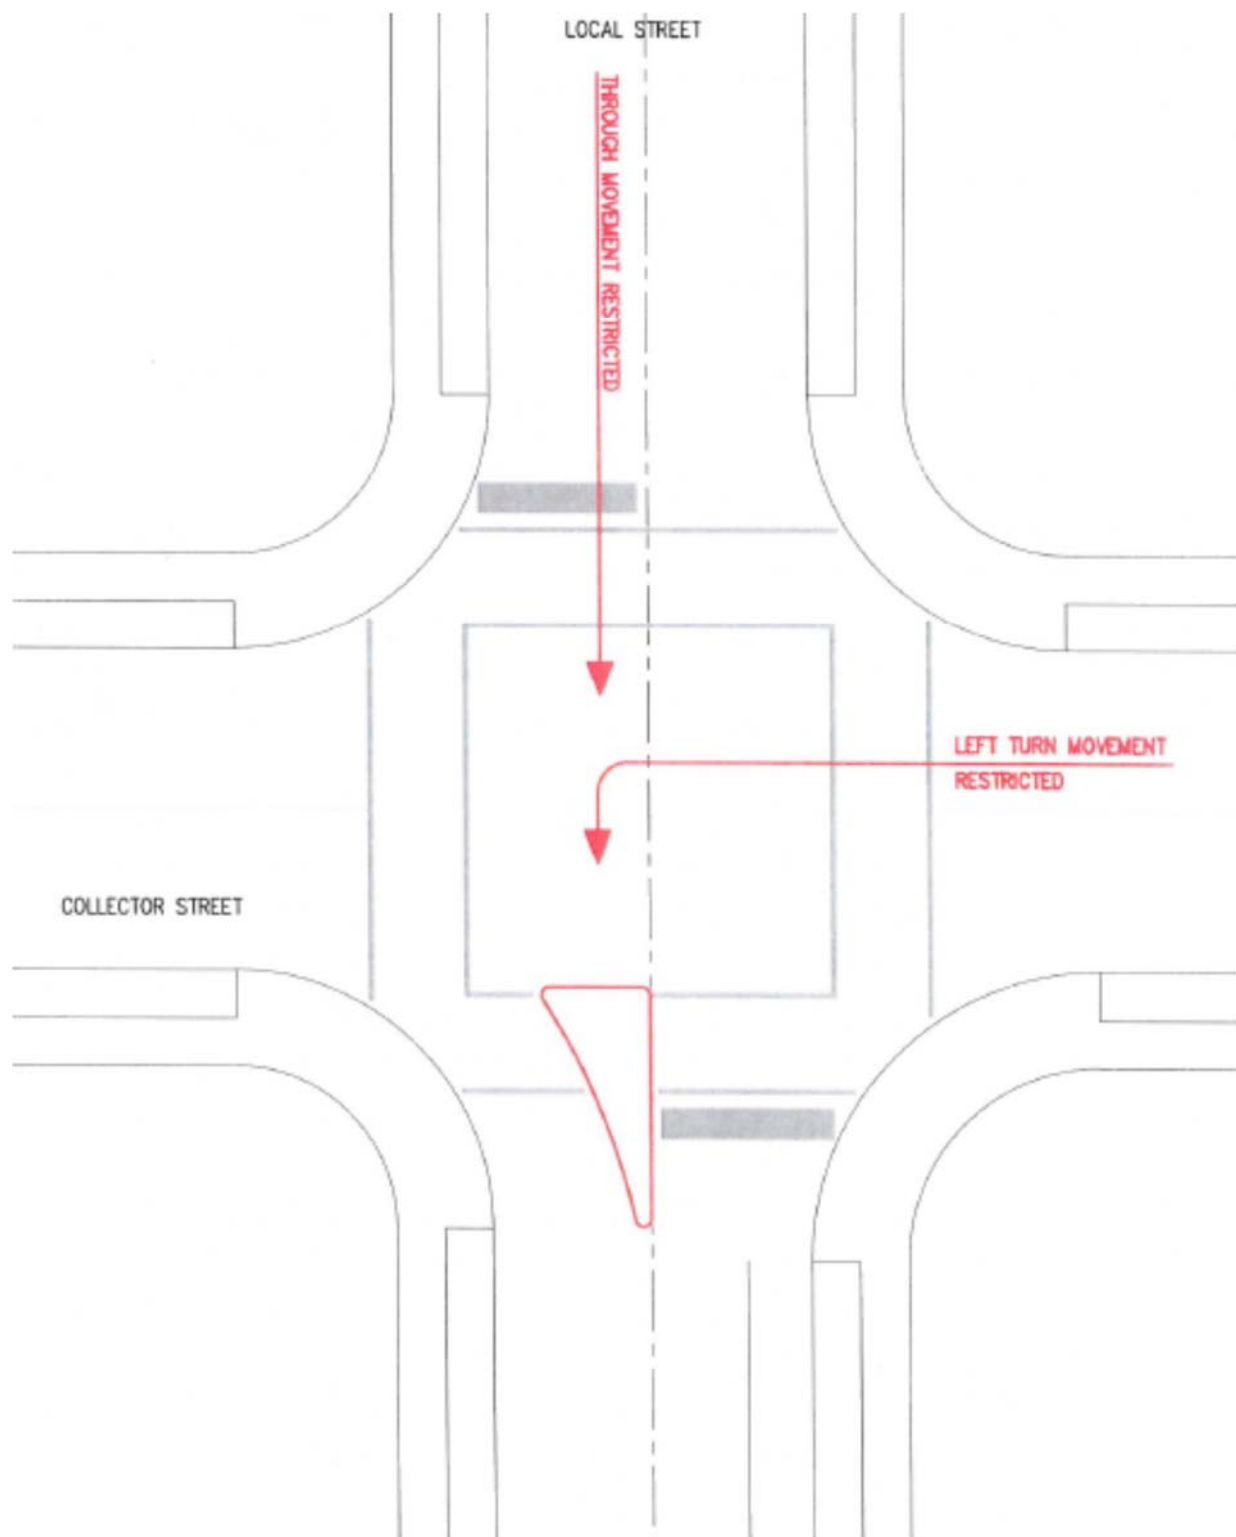 LOCAL STREET
THROUGH MOVEMENT RESTRICTED
LEFT TURN MOVEMENT
RESTRICTED
COLLECTOR STREET